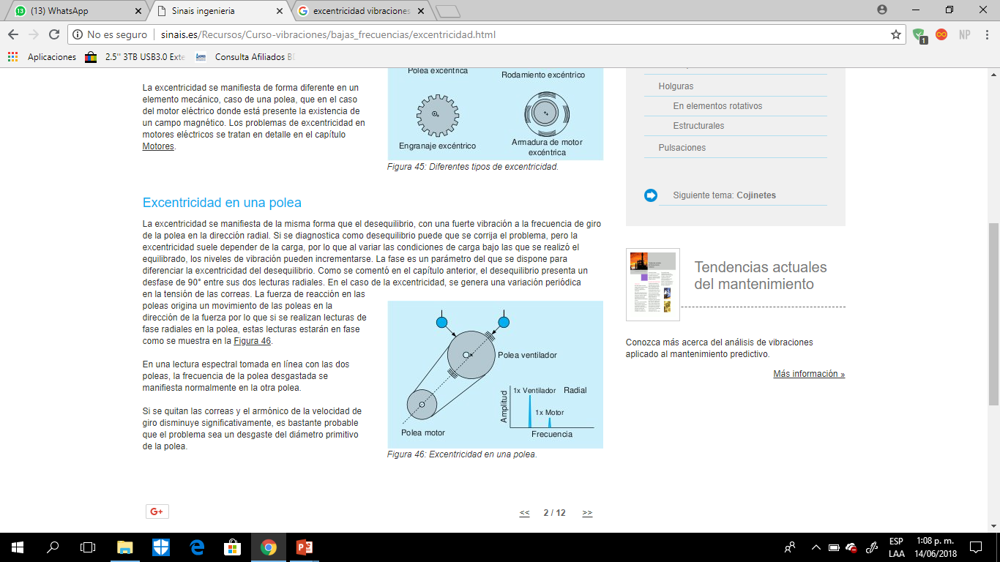 13
(13) WhatsApp
Sinais ingenieria
excentricidad vibraciones
No es seguro
sinais.es/Recursos/Curso-vibraciones/bajas_frecuencias/excentricidad.html
1
NP
Aplicaciones
2.5'' 3TB USB3.0 Exte
Consulta Afiliados B
La excentricidad se manifiesta de forma diferente en un
elemento mecánico, caso de una polea, que en el caso
del motor eléctrico donde está presente la existencia de
un campo magnético. Los problemas de excentricidad en
motores eléctricos se tratan en detalle en el capítulo
Motores.
Polea excéntrica
Rodamiento excéntrico
Engranaje excéntrico
Armadura de motor
excéntrica
Figura 45: Diferentes tipos de excentricidad.
Excentricidad en una polea
La excentricidad se manifiesta de la misma forma que el desequilibrio, con una fuerte vibración a la frecuencia de giro
de la polea en la dirección radial. Si se diagnostica como desequilibrio puede que se corrija el problema, pero la
excentricidad suele depender de la carga, por lo que al variar las condiciones de carga bajo las que se realizó el
equilibrado, los niveles de vibración pueden incrementarse. La fase es un parámetro del que se dispone para
diferenciar la excentricidad del desequilibrio. Como se comentó en el capítulo anterior, el desequilibrio presenta un
desfase de 90° entre sus dos lecturas radiales. En el caso de la excentricidad, se genera una variación periódica
en la tensión de las correas. La fuerza de reacción en las
poleas origina un movimiento de las poleas en la
dirección de la fuerza por lo que si se realizan lecturas de
fase radiales en la polea, estas lecturas estarán en fase
como se muestra en la Figura 46.
En una lectura espectral tomada en línea con las dos
poleas, la frecuencia de la polea desgastada se
manifiesta normalmente en la otra polea.
Si se quitan las correas y el armónico de la velocidad de
giro disminuye significativamente, es bastante probable
que el problema sea un desgaste del diámetro primitivo
de la polea.
Polea ventilador
Polea motor
Amplitud
1x Ventilador
Radial
1x Motor
Frecuencia
Figura 46: Excentricidad en una polea.
G+
<<
2 / 12
>>
Holguras
En elementos rotativos
Estructurales
Pulsaciones
Siguiente tema: Cojinetes
Tendencias actuales
del mantenimiento
Conozca más acerca del análisis de vibraciones
aplicado al mantenimiento predictivo.
Más información »
ESP
LAA
1:08 p. m.
14/06/2018